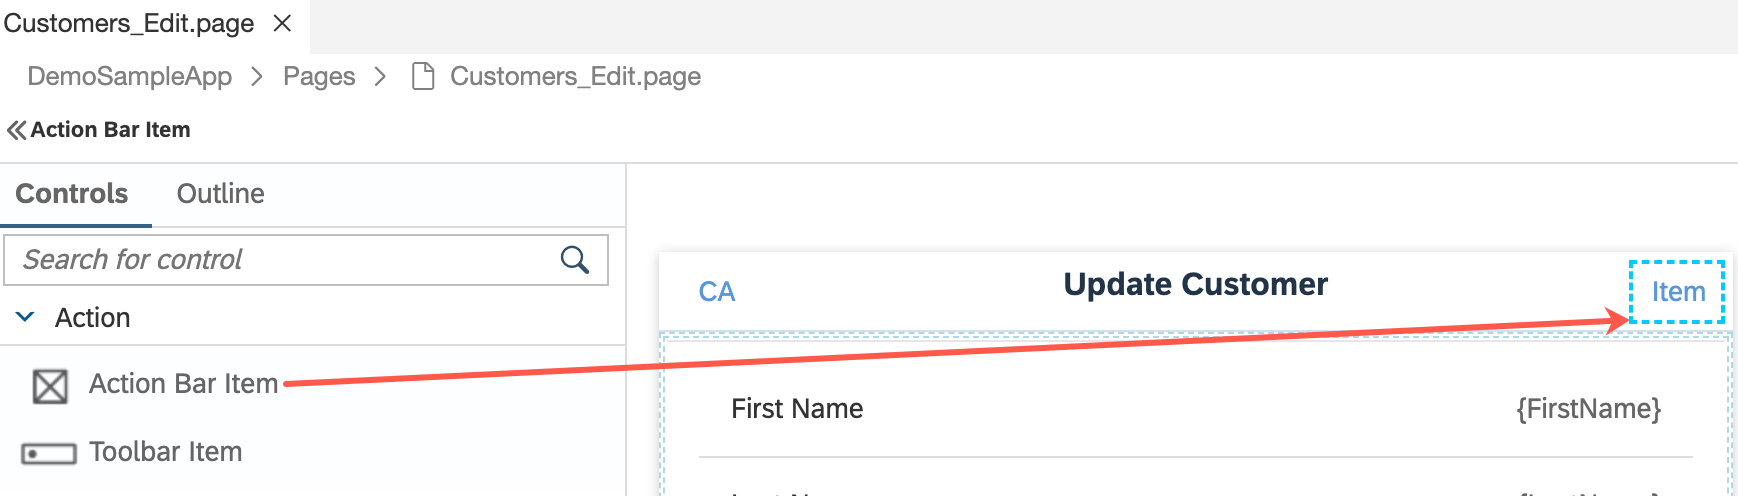 Customers_Edit.page
DemoSampleApp > Pages > Customers_Edit.page
Action Bar Item
Controls Outline
Search for control
Action
Action Bar Item
Toolbar Item
CA Update Customer Item
First Name {FirstName}